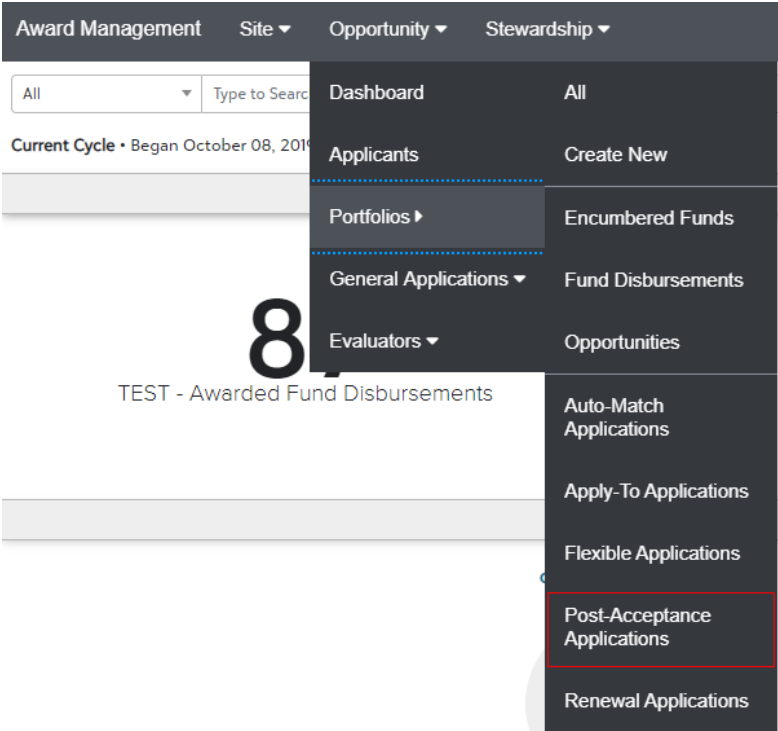 Award Management Site Opportunity Stewardship
All Type to Searc
Current Cycle • Began October 08, 2019
Dashboard
Applicants
Portfolios
General Applications
Evaluators
All
Create New
Encumbered Funds
Fund Disbursements
Opportunities
Auto-Match
Applications
Apply-To Applications
Flexible Applications
Post-Acceptance
Applications
Renewal Applications
8,
TEST - Awarded Fund Disbursements